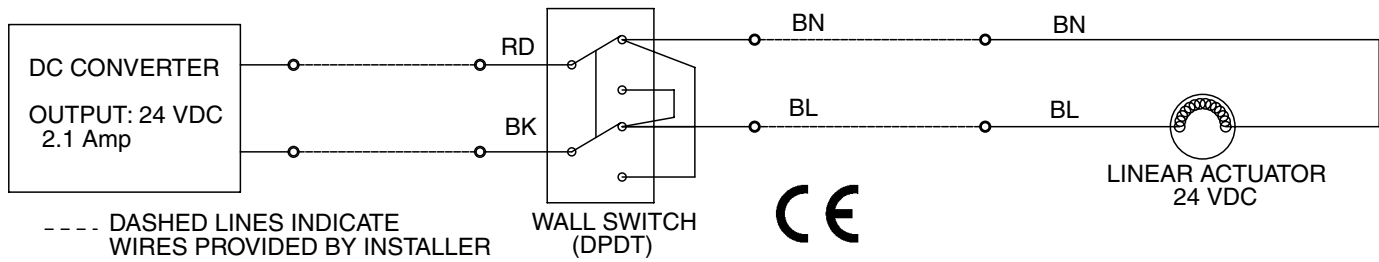 DC CONVERTER
OUTPUT: 24 VDC
2.1 Amp
RD
BK
BN
BL
BN
BL
LINEAR ACTUATOR
24 VDC
WALL SWITCH
(DPDT)
CE
---- DASHED LINES INDICATE
WIRES PROVIDED BY INSTALLER